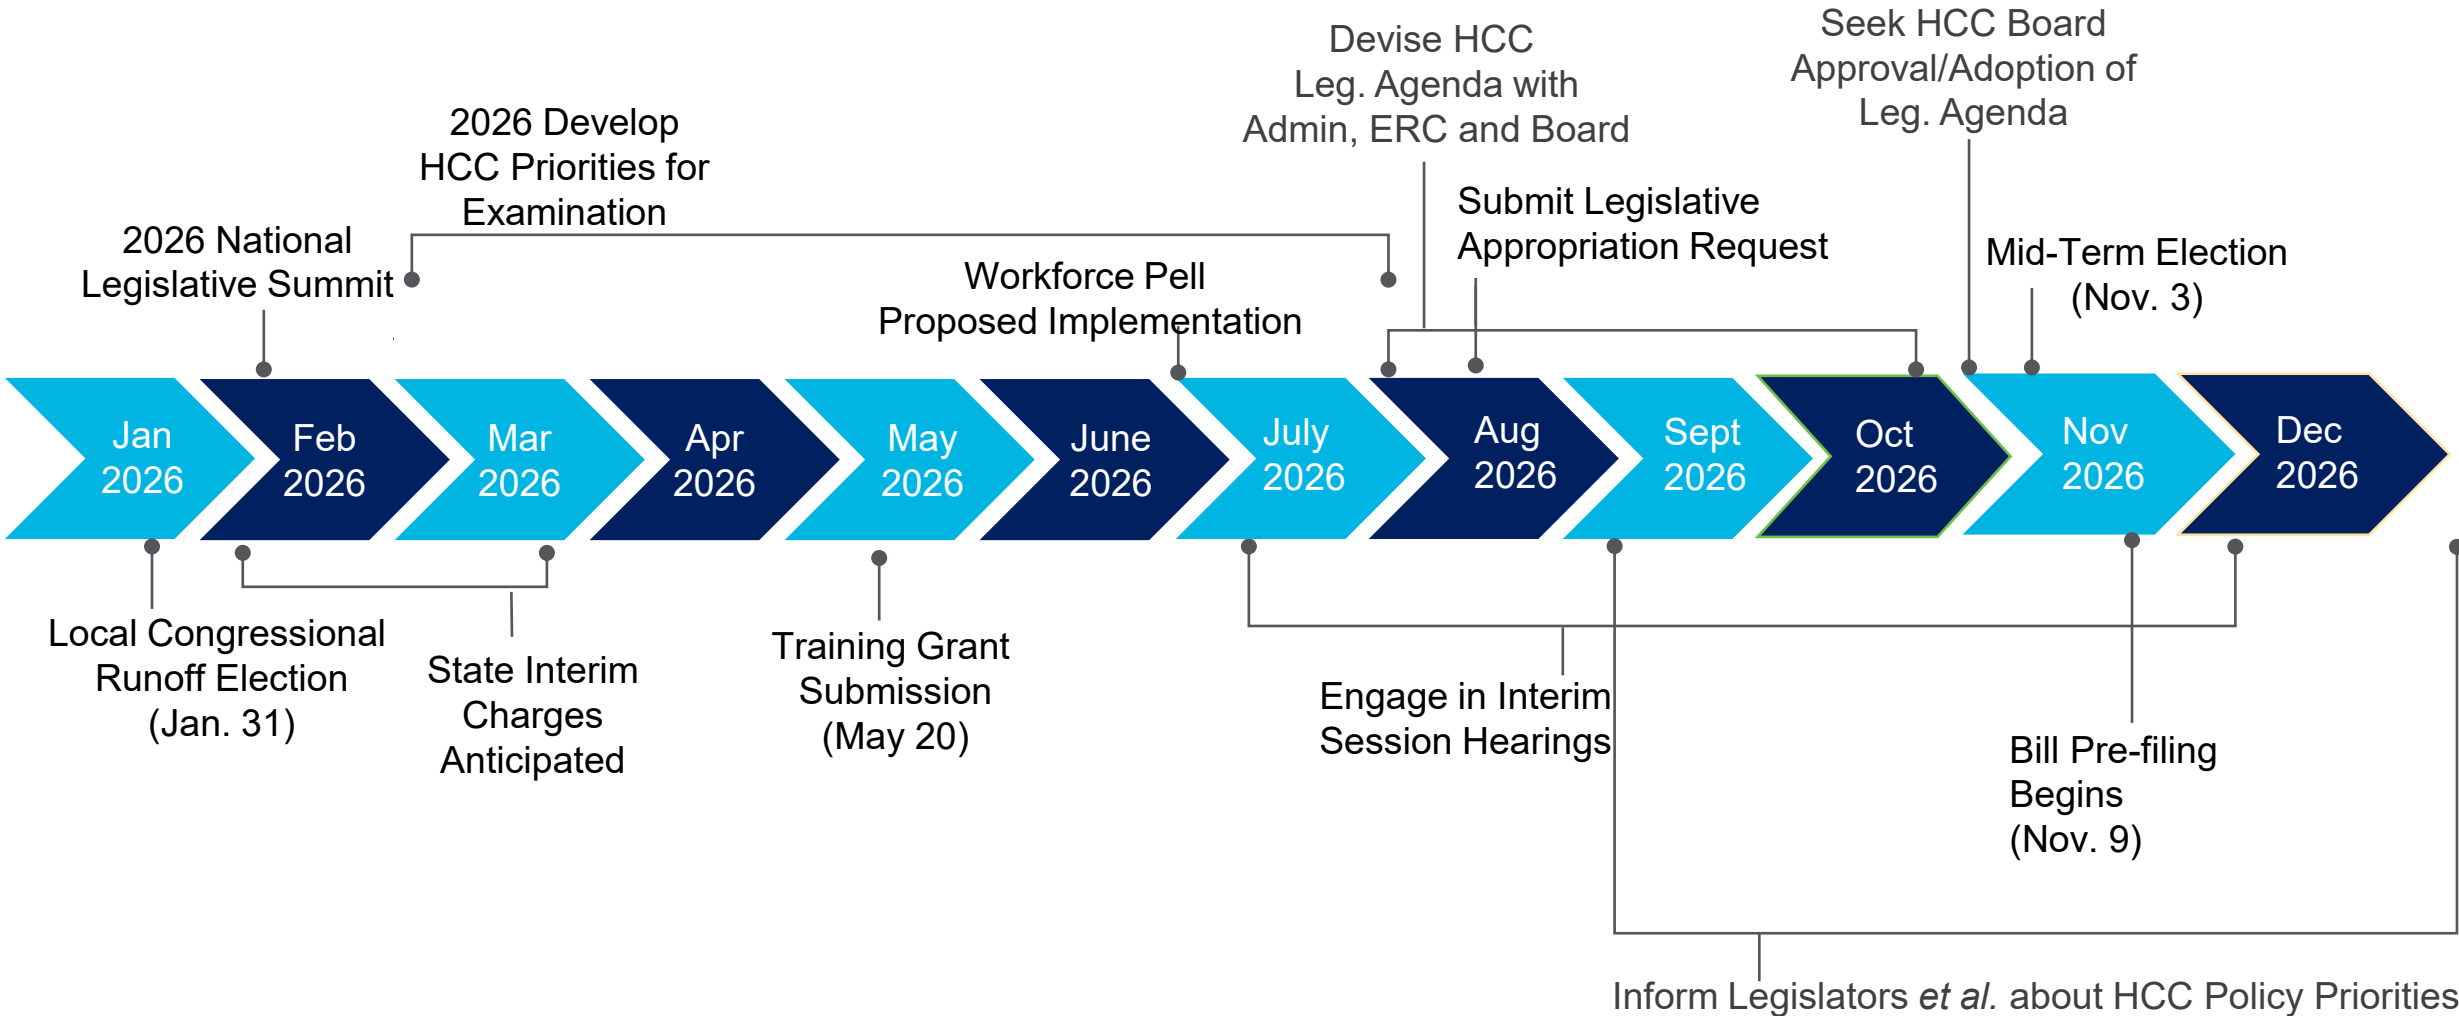 Devise HCC
Leg. Agenda with
Admin, ERC and Board
Seek HCC Board
Approval/Adoption of
Leg. Agenda
2026 Develop
HCC Priorities for
Examination
2026 National
Legislative Summit
Workforce Pell
Proposed Implementation
Submit Legislative
Appropriation Request
Mid-Term Election
(Nov. 3)
Jan
2026
Feb
2026
Mar
2026
Apr
2026
May
2026
June
2026
July
2026
Aug
2026
Sept
2026
Oct
2026
Nov
2026
Dec
2026
Local Congressional
Runoff Election
(Jan. 31)
State Interim
Charges
Anticipated
Training Grant
Submission
(May 20)
Engage in Interim
Session Hearings
Bill Pre-filing
Begins
(Nov. 9)
Inform Legislators et al. about HCC Policy Priorities